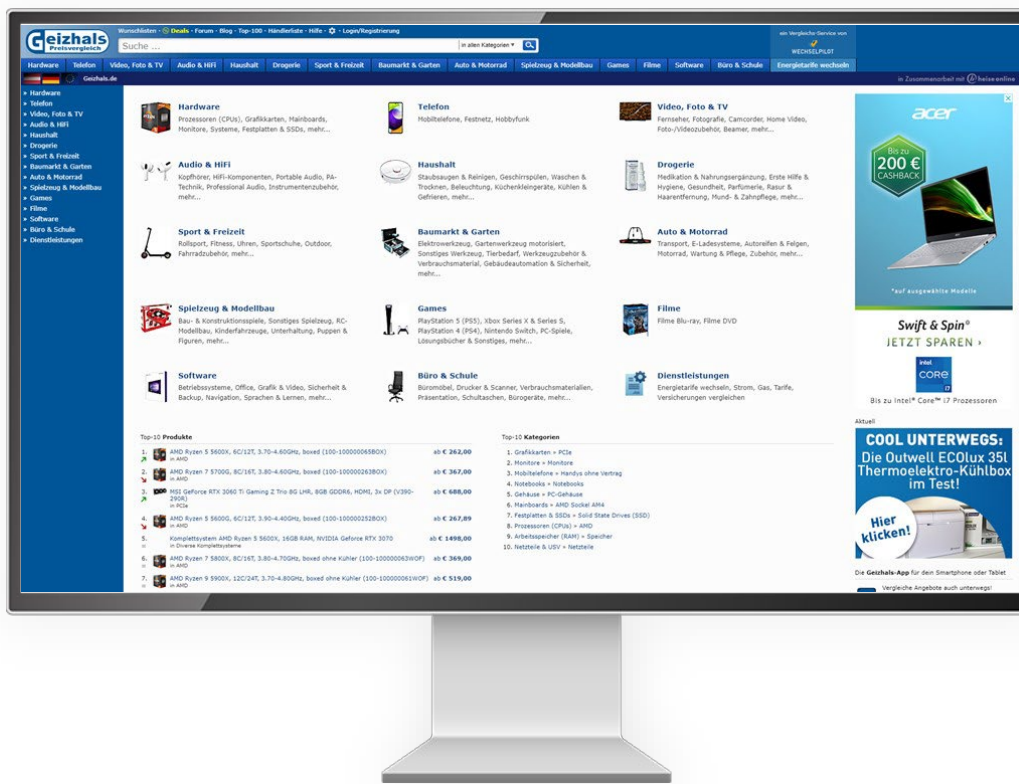 Geizhals
Preisvergleich
Wunschlisten - Deals - Forum - Blog - Top-100 - Händlerliste - Hilfe - - Login/Registrierung
Suche ...
in allen Kategorien
ein Vergleichs-Service von
WECHSELPILOT
Hardware Telefon Video, Foto & TV Audio & HiFi Haushalt Drogerie Sport & Freizeit Baumarkt & Garten Auto & Motorrad Spielzeug & Modellbau Games Filme Software Büro & Schule Energietarife wechseln
Geizhals.de
in Zusammenarbeit mit heise online
» Hardware
» Telefon
» Video, Foto & TV
» Audio & HiFi
» Haushalt
» Drogerie
» Sport & Freizeit
» Baumarkt & Garten
» Auto & Motorrad
» Spielzeug & Modellbau
» Games
» Filme
» Software
» Büro & Schule
» Dienstleistungen
Hardware
Prozessoren (CPUs), Grafikkarten, Mainboards,
Monitore, Systeme, Festplatten & SSDs, mehr...
Telefon
Mobiltelefone, Festnetz, Hobbyfunk
Video, Foto & TV
Fernseher, Fotografie, Camcorder, Home Video,
Foto-/Videozubehör, Beamer, mehr...
Audio & HiFi
Kopfhörer, HiFi-Komponenten, Portable Audio, PA-
Technik, Professional Audio, Instrumentenzubehör,
mehr...
Haushalt
Staubsaugen & Reinigen, Geschirrspülen, Waschen &
Trocknen, Beleuchtung, Küchenkleingeräte, Kühlen &
Gefrieren, mehr...
Drogerie
Medikation & Nahrungsergänzung, Erste Hilfe &
Hygiene, Gesundheit, Parfümerie, Rasur &
Haarentfernung, Mund- & Zahnpflege, mehr...
Sport & Freizeit
Rollsport, Fitness, Uhren, Sportschuhe, Outdoor,
Fahrradzubehör, mehr...
Baumarkt & Garten
Elektrowerkzeug, Gartenwerkzeug motorisiert,
Sonstiges Werkzeug, Tierbedarf, Werkzeugzubehör &
Verbrauchsmaterial, Gebäudeautomation & Sicherheit,
mehr...
Auto & Motorrad
Transport, E-Ladesysteme, Autoreifen & Felgen,
Motorrad, Wartung & Pflege, Zubehör, mehr...
Spielzeug & Modellbau
Bau- & Konstruktionsspiele, Sonstiges Spielzeug, RC-
Modellbau, Kinderfahrzeuge, Unterhaltung, Puppen &
Figuren, mehr...
Games
PlayStation 5 (PS5), Xbox Series X & Series S,
PlayStation 4 (PS4), Nintendo Switch, PC-Spiele,
Lösungsbücher & Sonstiges, mehr...
Filme
Filme Blu-ray, Filme DVD
Software
Betriebssysteme, Office, Grafik & Video, Sicherheit &
Backup, Navigation, Sprachen & Lernen, mehr...
Büro & Schule
Büromöbel, Drucker & Scanner, Verbrauchsmaterialien,
Präsentation, Schultaschen, Bürogeräte, mehr...
Dienstleistungen
Energietarife wechseln, Strom, Gas, Tarife,
Versicherungen vergleichen
Top-10 Produkte
1. AMD Ryzen 5 5600X, 6C/12T, 3.70-4.60GHz, boxed (100-100000065BOX) ab € 262,00
in AMD
2. AMD Ryzen 7 5700G, 8C/16T, 3.80-4.60GHz, boxed (100-100000263BOX) ab € 367,00
in AMD
3. MSI GeForce RTX 3060 Ti Gaming Z Trio 8G LHR, 8GB GDDR6, HDMI, 3x DP (V390-
290R) ab € 688,00
in PCIe
4. AMD Ryzen 5 5600G, 6C/12T, 3.90-4.40GHz, boxed (100-100000252BOX) ab € 267,89
in AMD
5. Komplettsystem AMD Ryzen 5 5600X, 16GB RAM, NVIDIA GeForce RTX 3070 ab € 1498,00
in Diverse Komplettsysteme
6. AMD Ryzen 7 5800X, 8C/16T, 3.80-4.70GHz, boxed ohne Kühler (100-100000063WOF) ab € 369,00
in AMD
7. AMD Ryzen 9 5900X, 12C/24T, 3.70-4.80GHz, boxed ohne Kühler (100-100000061WOF) ab € 519,00
in AMD
Top-10 Kategorien
1. Grafikkarten » PCIe
2. Monitore » Monitore
3. Mobiltelefone » Handys ohne Vertrag
4. Notebooks » Notebooks
5. Gehäuse » PC-Gehäuse
6. Mainboards » AMD Sockel AM4
7. Festplatten & SSDs » Solid State Drives (SSD)
8. Prozessoren (CPUs) » AMD
9. Arbeitsspeicher (RAM) » Speicher
10. Netzteile & USV » Netzteile
acer
Bis zu
200 €
CASHBACK
*auf ausgewählte Modelle
Swift & Spin*
JETZT SPAREN ›
intel
CORE
i7
Bis zu Intel® Core™ i7 Prozessoren
Aktuell
COOL UNTERWEGS:
Die Outwell ECOlux 35l
Thermoelektro-Kühlbox
im Test!
Hier
klicken!
Die Geizhals-App für dein Smartphone oder Tablet
Vergleiche Angebote auch unterwegs!